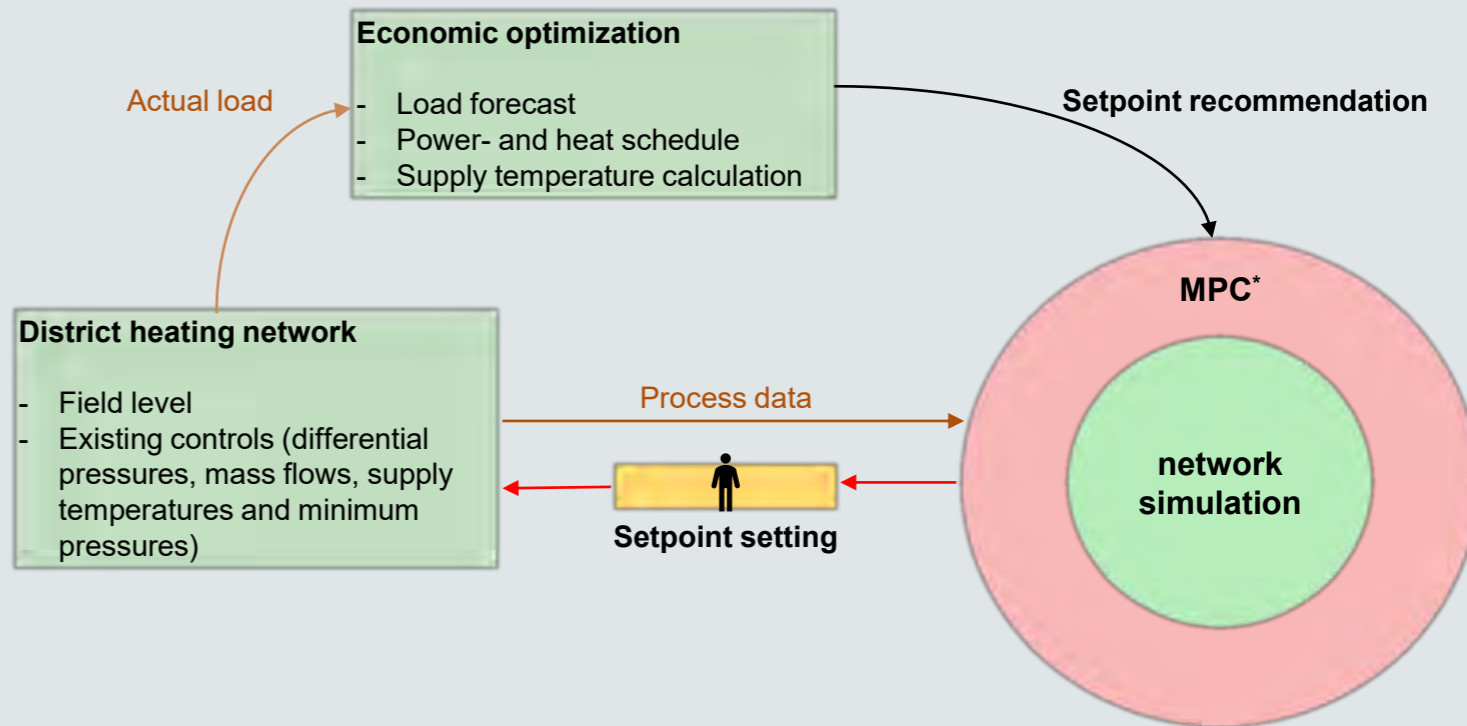 Economic optimization
- Load forecast
- Power- and heat schedule
- Supply temperature calculation
Actual load
Setpoint recommendation
MPC*
network
simulation
District heating network
- Field level
- Existing controls (differential
pressures, mass flows, supply
temperatures and minimum
pressures)
Process data
Setpoint setting